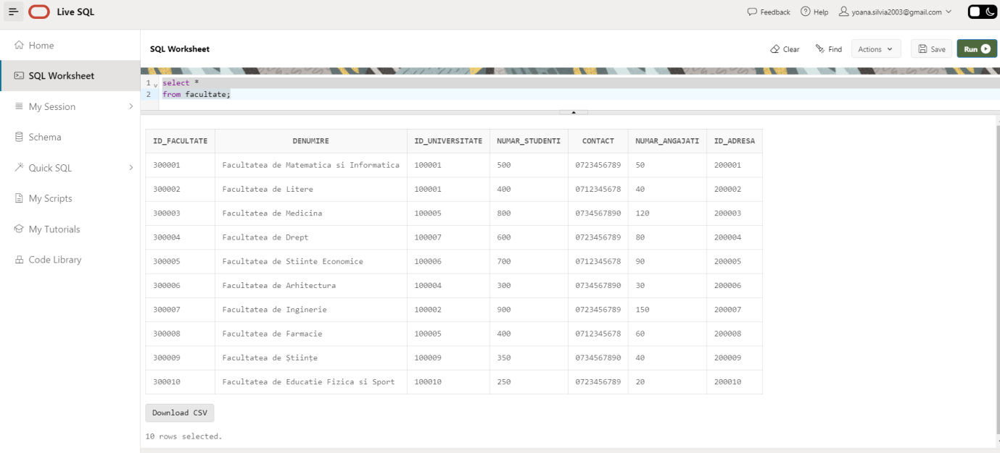 Live SQL
Feedback Help yoana.silvia2003@gmail.com
Home
SQL Worksheet
My Session
Schema
Quick SQL
My Scripts
My Tutorials
Code Library
SQL Worksheet
Clear Find Actions Save Run
1 select *
2 from facultate;
ID_FACULTATE DENUMIRE ID_UNIVERSITATE NUMAR_STUDENTI CONTACT NUMAR_ANGAJATI ID_ADRESA
300001 Facultatea de Matematica si Informatica 100001 500 0723456789 50 200001
300002 Facultatea de Litere 100001 400 0712345678 40 200002
300003 Facultatea de Medicina 100005 800 0734567890 120 200003
300004 Facultatea de Drept 100007 600 0723456789 80 200004
300005 Facultatea de Stiinte Economice 100006 700 0712345678 90 200005
300006 Facultatea de Arhitectura 100004 300 0734567890 30 200006
300007 Facultatea de Inginerie 100002 900 0723456789 150 200007
300008 Facultatea de Farmacie 100005 400 0712345678 60 200008
300009 Facultatea de Științe 100009 350 0734567890 40 200009
300010 Facultatea de Educatie Fizica si Sport 100010 250 0723456789 20 200010
Download CSV
10 rows selected.